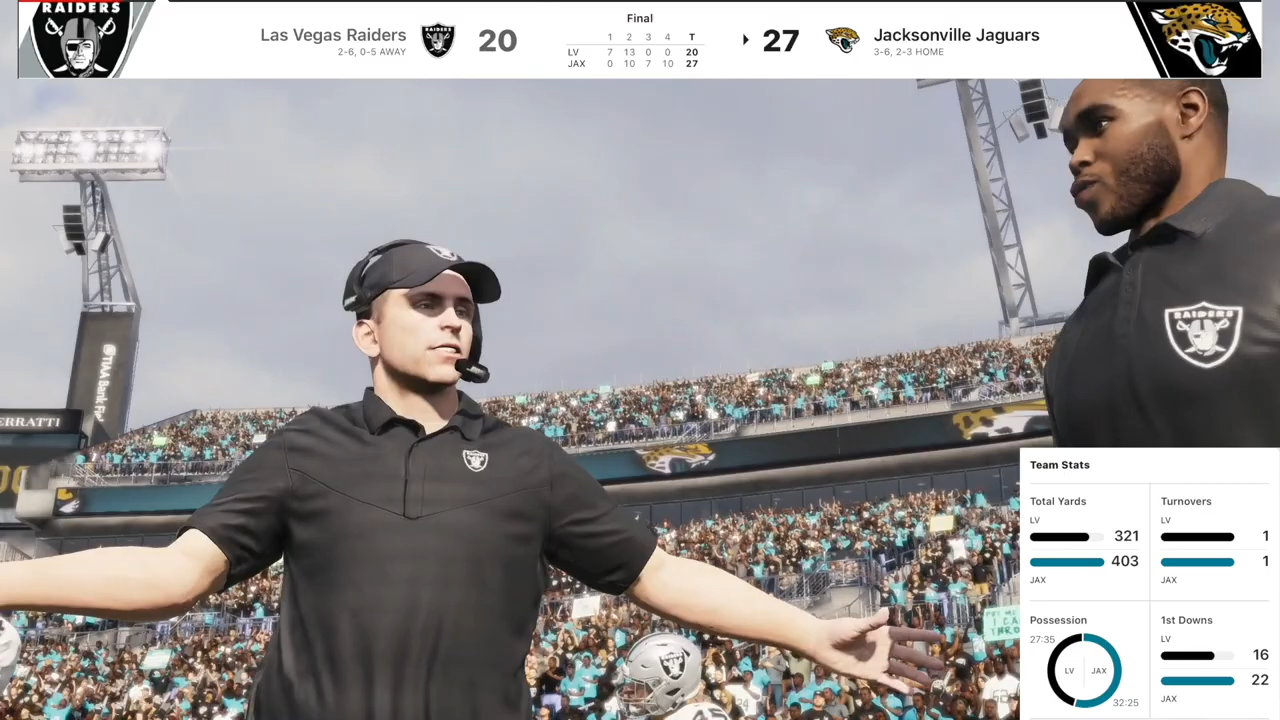 RAIDERS
Las Vegas Raiders
2-6, 0-5 AWAY
RAIDERS
20
Final
1 2 3 4 T
LV 7 13 0 0 20
JAX 0 10 7 10 27
27
Jacksonville Jaguars
3-6, 2-3 HOME
@TIAA Bank
ERRATTI
RAIDERS
Team Stats
Total Yards
LV
321
403
JAX
Turnovers
LV
1
1
JAX
Possession
27:35
LV
JAX
32:25
1st Downs
LV
16
22
JAX